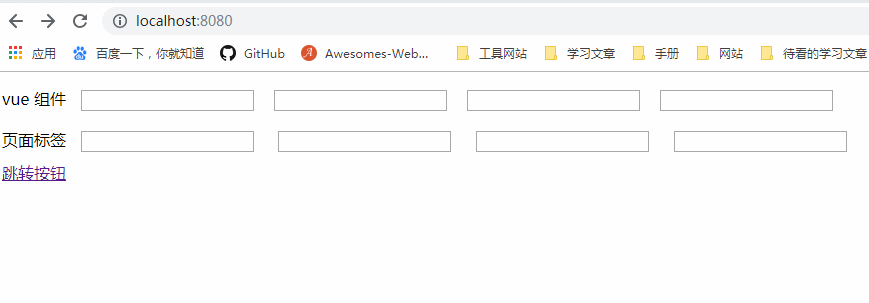 localhost:8080
应用 百度一下，你就知道 GitHub Awesomes-Web... 工具网站 学习文章 手册 网站 待看的学习文章
vue 组件
页面标签
跳转按钮